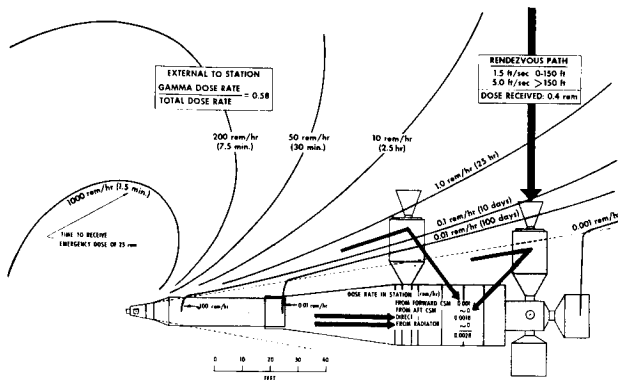 EXTERNAL TO STATION
GAMMA DOSE RATE
TOTAL DOSE RATE
= 0.58
RENDEZVOUS PATH
1.5 ft/sec 0-150 ft
5.0 ft/sec >150 ft
DOSE RECEIVED: 0.4 rem
200 rem/hr
(7.5 min.)
50 rem/hr
(30 min.)
10 rem/hr
(2.5 hr)
1.0 rem/hr (25 hr)
1000 rem/hr (1.5 min.)
TIME TO RECEIVE
EMERGENCY DOSE OF 25 rem
0.1 rem/hr (10 days)
0.01 rem/hr (100 days)
0.001 rem/hr
100 rem/hr
0.01 rem/hr
DOSE RATE IN STATION (rem/hr)
FROM FORWARD CSM 0.001
FROM AFT CSM ~0
DIRECT 0.0018
FROM RADIATOR ~0
0.0028
0 10 20 30 40
FEET